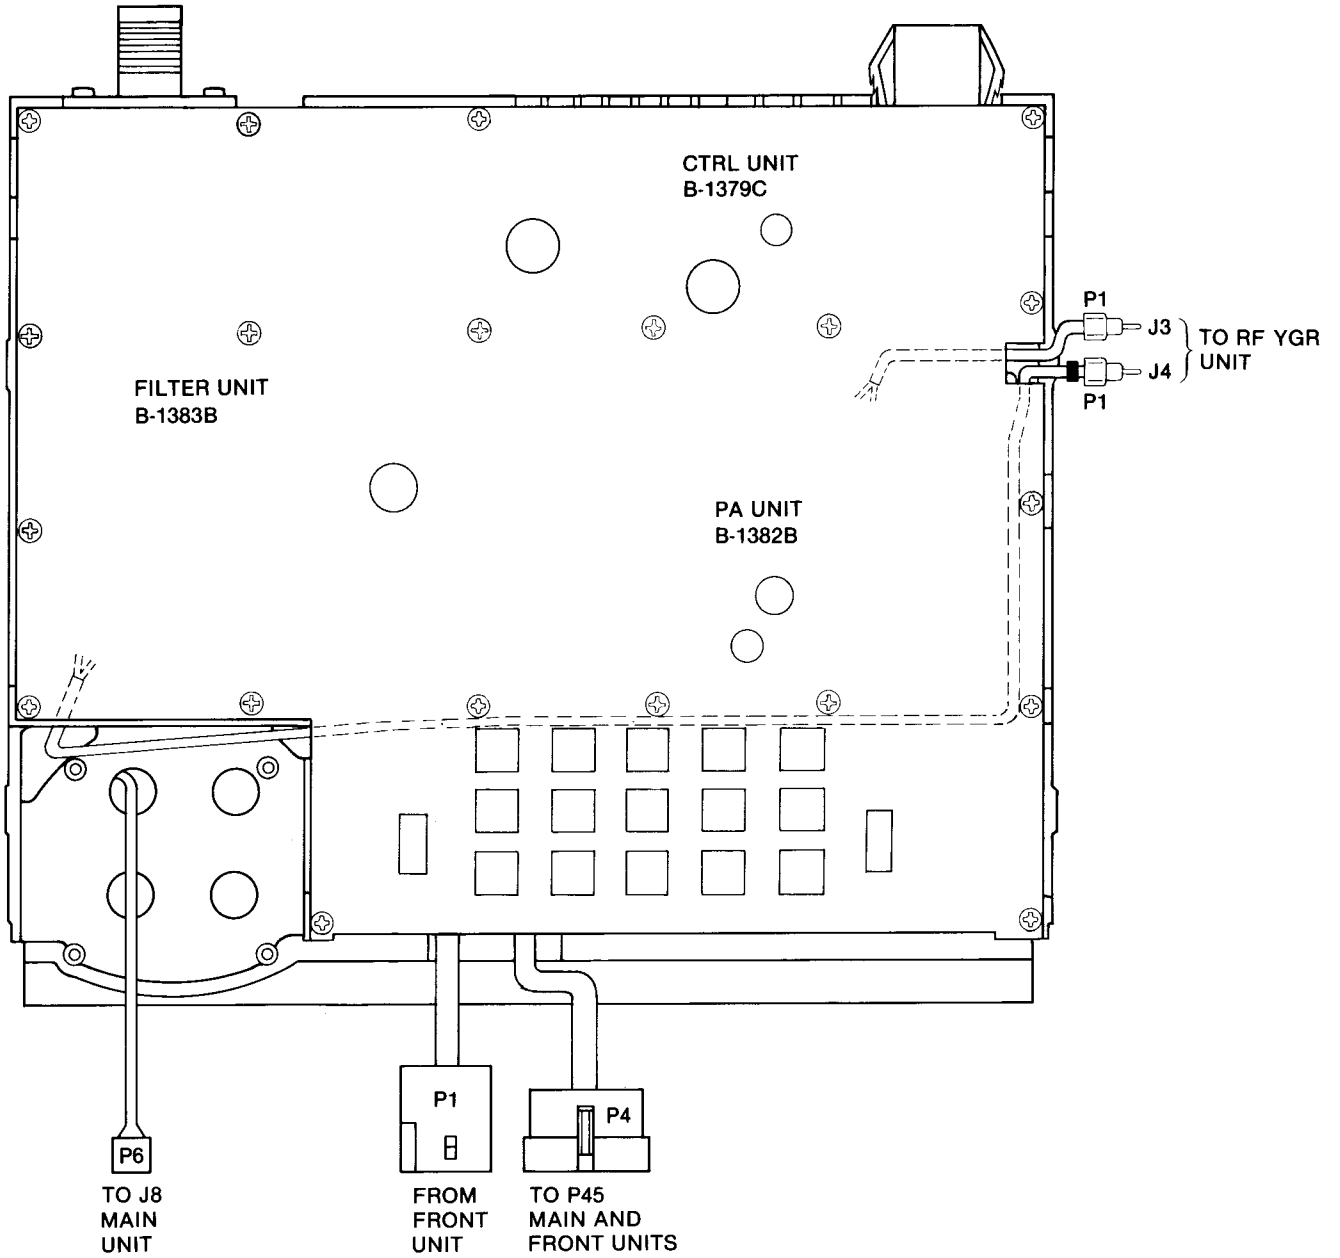 CTRL UNIT
B-1379C
P1
J3
TO RF YGR
UNIT
J4
P1
FILTER UNIT
B-1383B
PA UNIT
B-1382B
P1
P4
P6
TO J8
MAIN
UNIT
FROM
FRONT
UNIT
TO P45
MAIN AND
FRONT UNITS